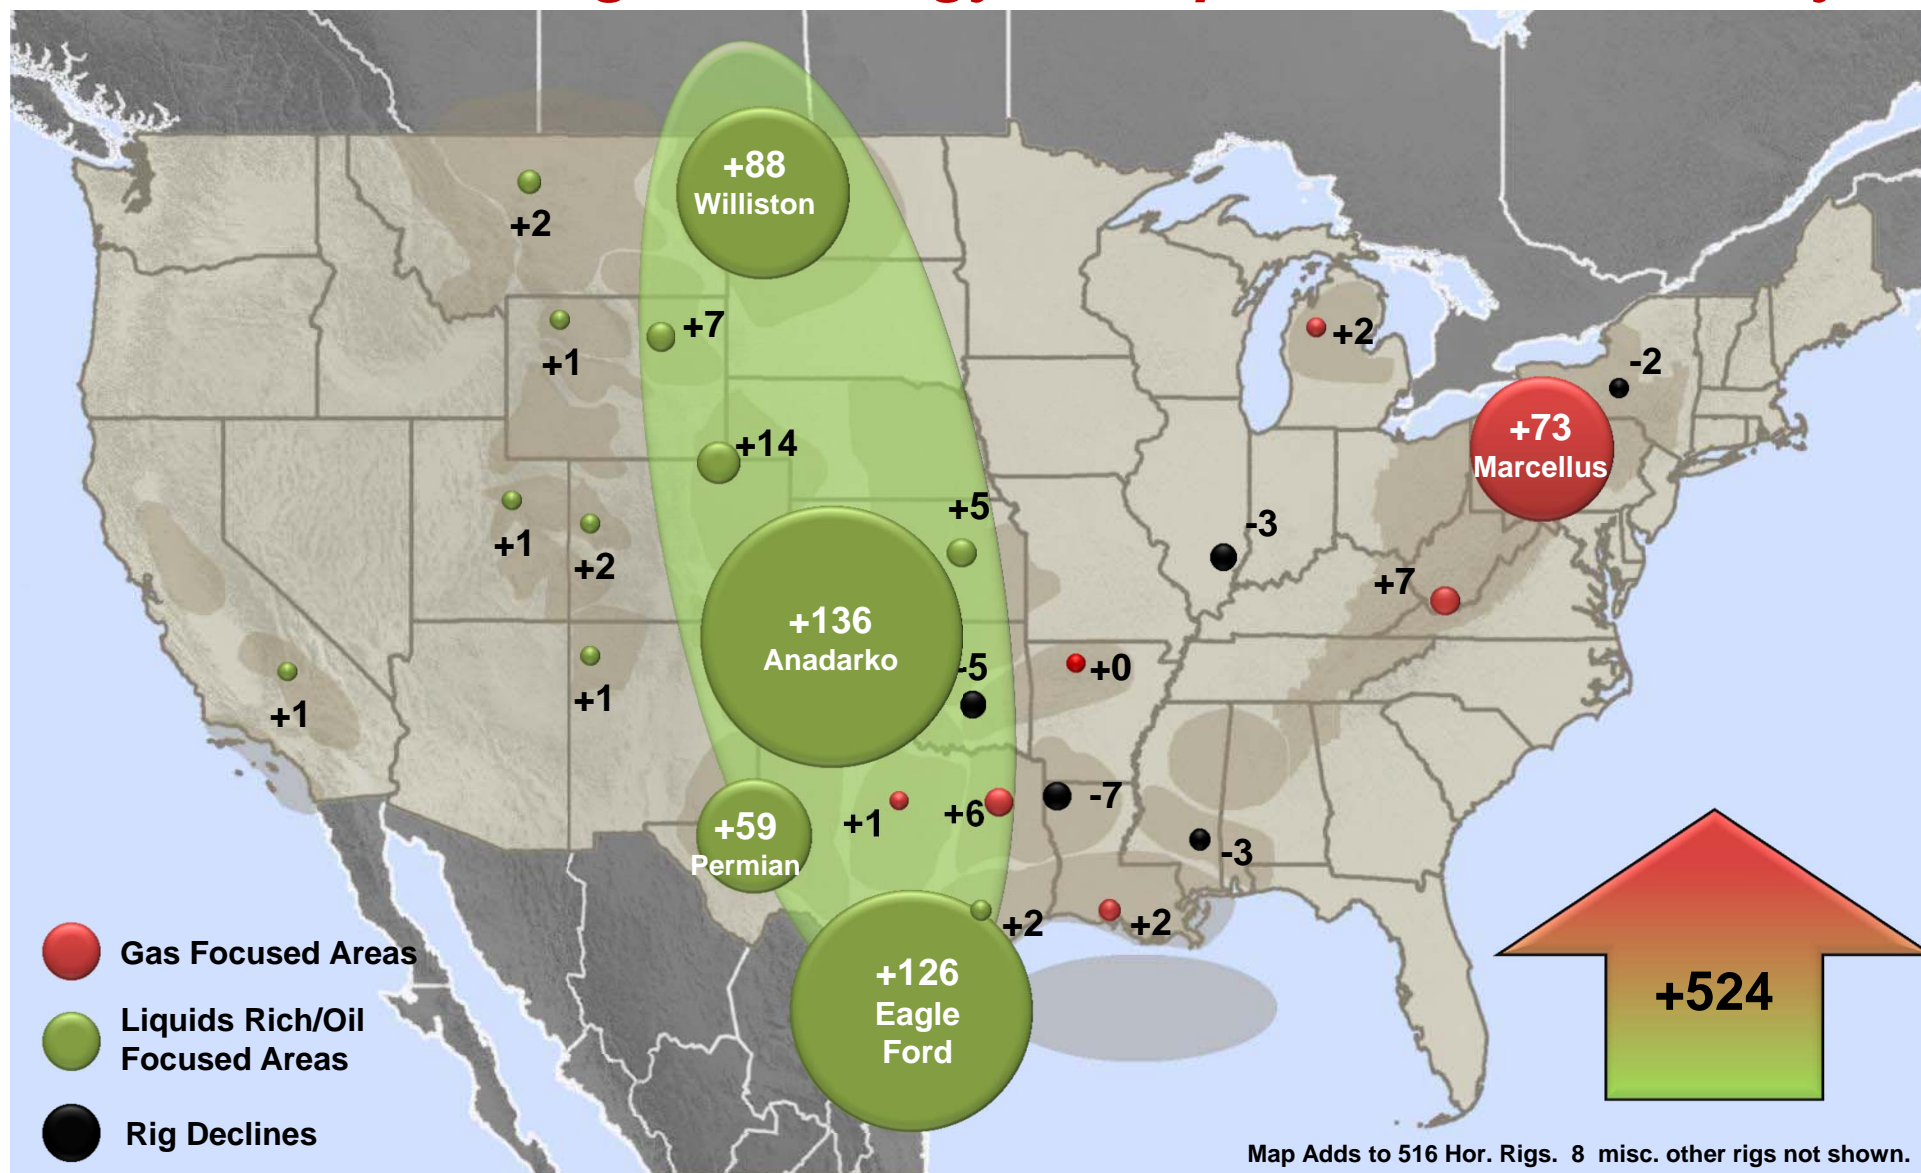 +88
Williston
+2
+7
+1
+2
-2
+14
+73
Marcellus
+5
-3
+1
+2
+7
+136
Anadarko
-5
+0
+1
+1
+59
Permian
+1
+6
-7
-3
+2
+2
+126
Eagle
Ford
+524
Gas Focused Areas
Liquids Rich/Oil
Focused Areas
Rig Declines
Map Adds to 516 Hor. Rigs.  8  misc. other rigs not shown.